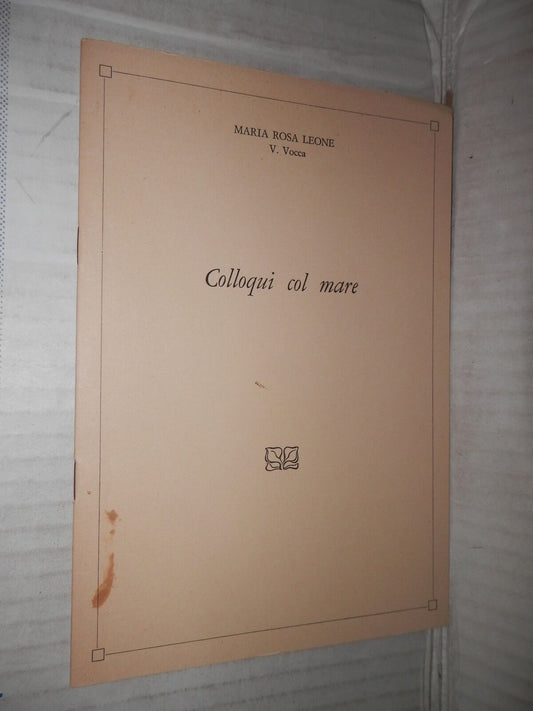 MARIA ROSA LEONE
V. Vocca
Colloqui col mare